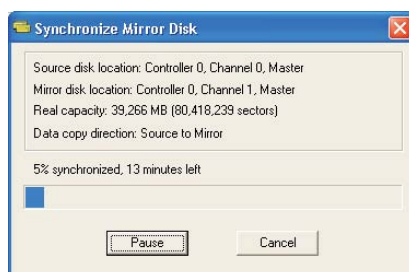 Synchronize Mirror Disk
Source disk location: Controller 0, Channel 0, Master
Mirror disk location: Controller 0, Channel 1, Master
Real capacity: 39,266 MB (80,418,239 sectors)
Data copy direction: Source to Mirror
5% synchronized, 13 minutes left
Pause
Cancel